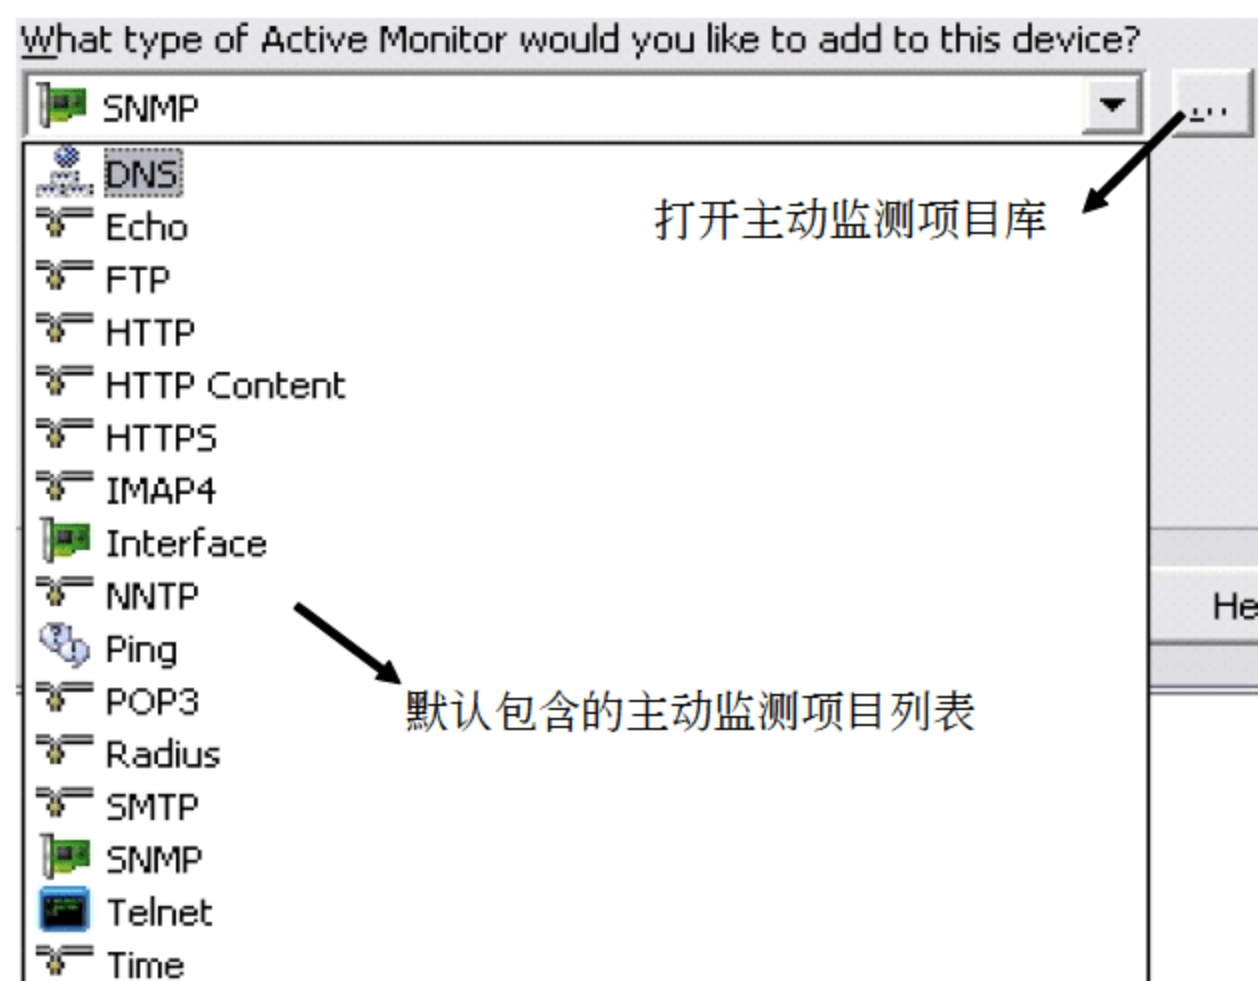 What type of Active Monitor would you like to add to this device?
SNMP
...
DNS
打开主动监测项目库
Echo
FTP
HTTP
HTTP Content
HTTPS
IMAP4
Interface
NNTP
He
Ping
POP3
默认包含的主动监测项目列表
Radius
SMTP
SNMP
Telnet
Time